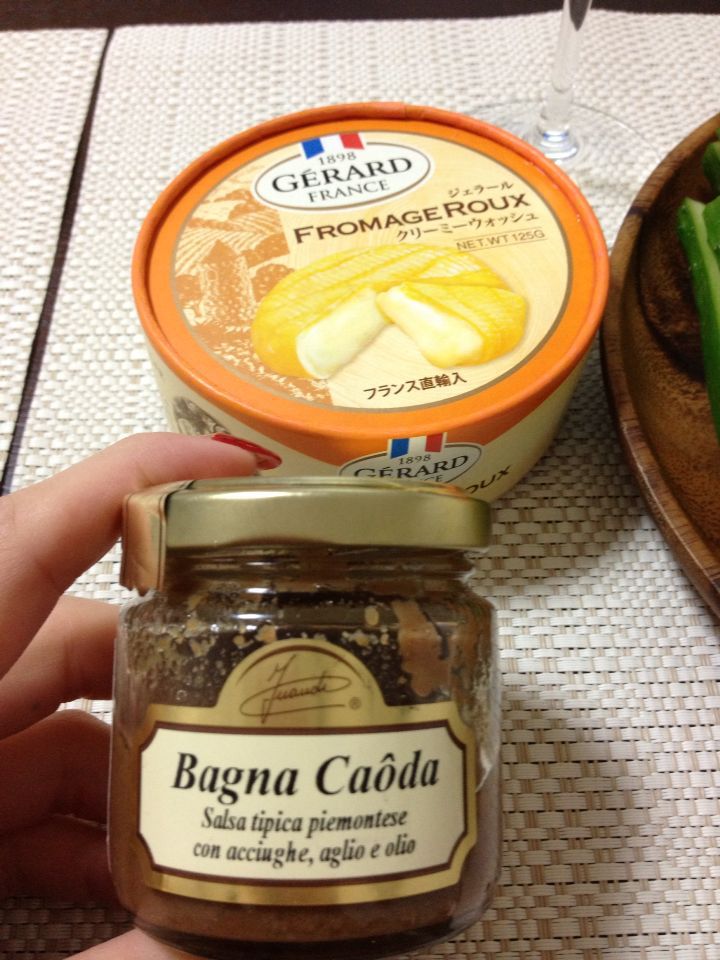 1898
GÉRARD
FRANCE
ジェラール
FROMAGE ROUX
クリーミーウォッシュ
NET.WT 125G
フランス直輸入
1898
GÉRARD
Bagna Caôda
Salsa tipica piemontese
con acciughe, aglio e olio